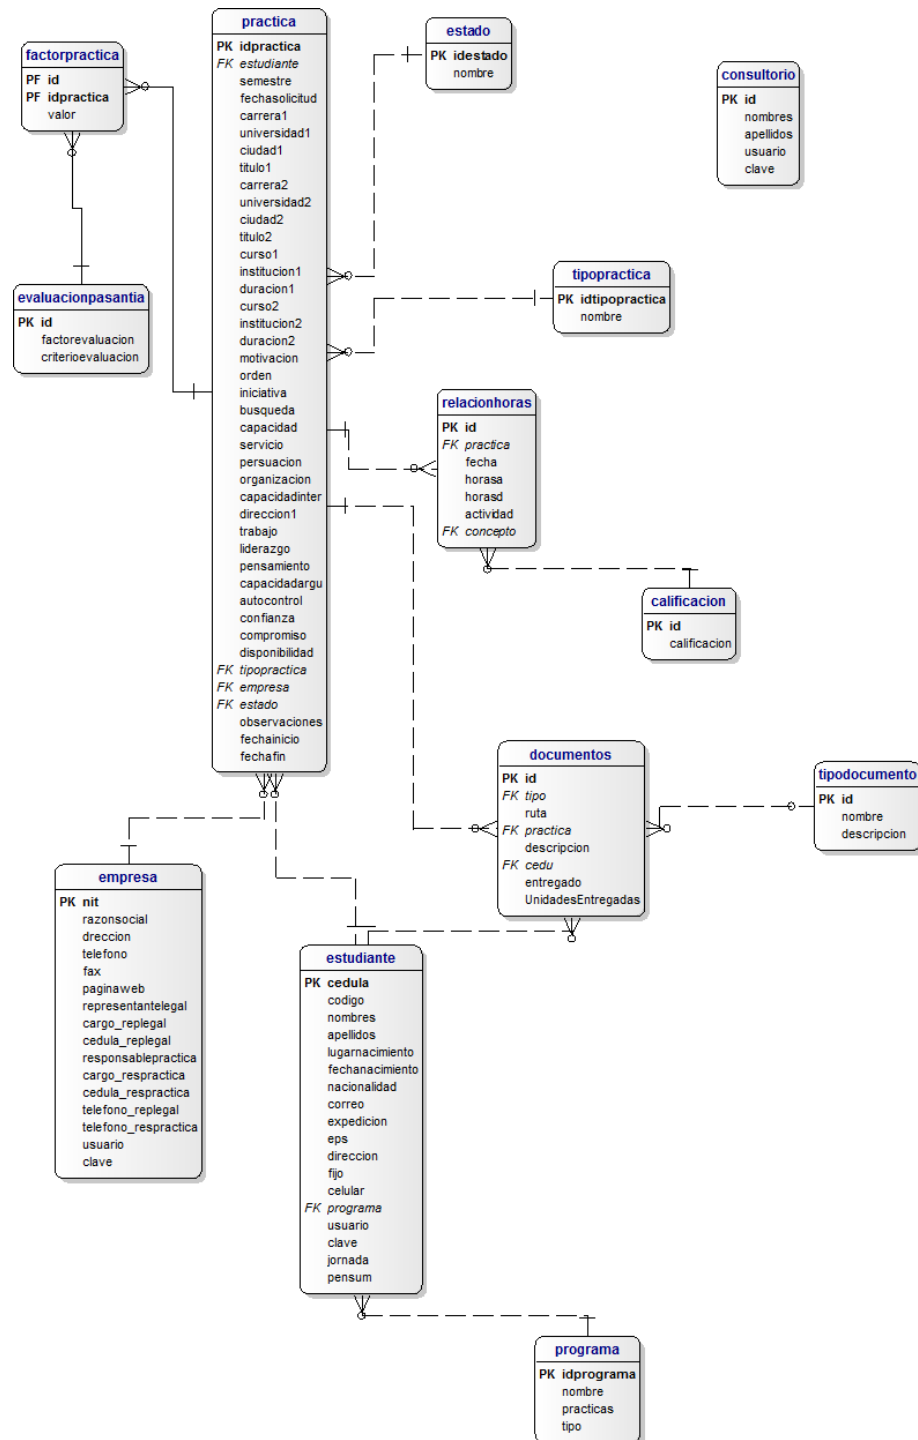 practica
PK idpractica
FK estudiante
semestre
fechasolicitud
carrera1
universidad1
ciudad1
titulo1
carrera2
universidad2
ciudad2
titulo2
curso1
institucion1
duracion1
curso2
institucion2
duracion2
motivacion
orden
iniciativa
busqueda
capacidad
servicio
persuacion
organizacion
capacidadinter
direccion1
trabajo
liderazgo
pensamiento
capacidadargu
autocontrol
confianza
compromiso
disponibilidad
FK tipopractica
FK empresa
FK estado
observaciones
fechainicio
fechafin
factorpractica
PF id
PF idpractica
valor
estado
PK idestado
nombre
consultorio
PK id
nombres
apellidos
usuario
clave
evaluacionpasantia
PK id
factorevaluacion
criterioevaluacion
tipopractica
PK idtipopractica
nombre
relacionhoras
PK id
FK practica
fecha
horasa
horasd
actividad
FK concepto
calificacion
PK id
calificacion
documentos
PK id
FK tipo
ruta
FK practica
descripcion
FK cedu
entregado
UnidadesEntregadas
tipodocumento
PK id
nombre
descripcion
empresa
PK nit
razonsocial
dreccion
telefono
fax
paginaweb
representantelegal
cargo_replegal
cedula_replegal
responsablepractica
cargo_respractica
cedula_respractica
telefono_replegal
telefono_respractica
usuario
clave
estudiante
PK cedula
codigo
nombres
apellidos
lugarnacimiento
fechanacimiento
nacionalidad
correo
expedicion
eps
direccion
fijo
celular
FK programa
usuario
clave
jornada
pensum
programa
PK idprograma
nombre
practicas
tipo